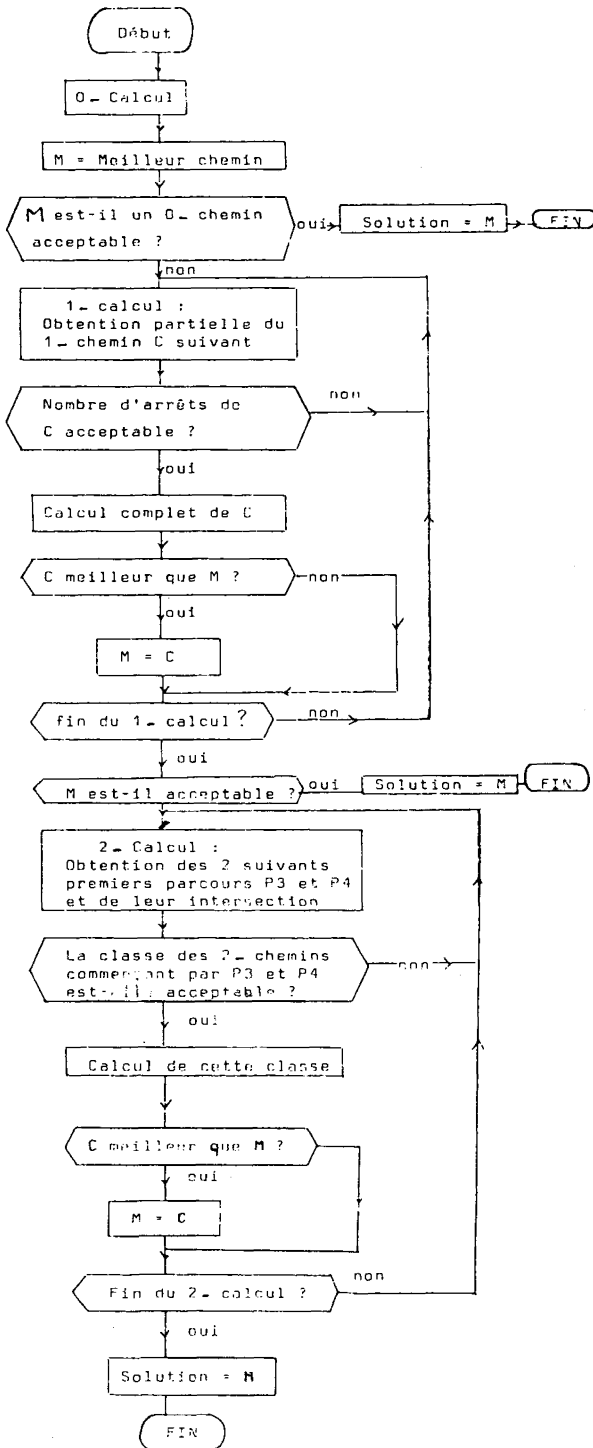 Début
0_ Calcul
M = Meilleur chemin
M est-il un 0_ chemin
acceptable ?
oui
Solution = M
FIN
non
1_ calcul :
Obtention partielle du
1_ chemin C suivant
Nombre d'arrêts de
C acceptable ?
non
oui
Calcul complet de C
C meilleur que M ?
non
oui
M = C
fin du 1_ calcul ?
non
oui
M est-il acceptable ?
oui
Solution = M
FIN
2_ Calcul :
Obtention des 2 suivants
premiers parcours P3 et P4
et de leur intersection
La classe des 2_ chemins
commençant par P3 et P4
est-elle acceptable ?
non
oui
Calcul de cette classe
C meilleur que M ?
oui
M = C
Fin du 2_ calcul ?
non
oui
Solution = M
FIN